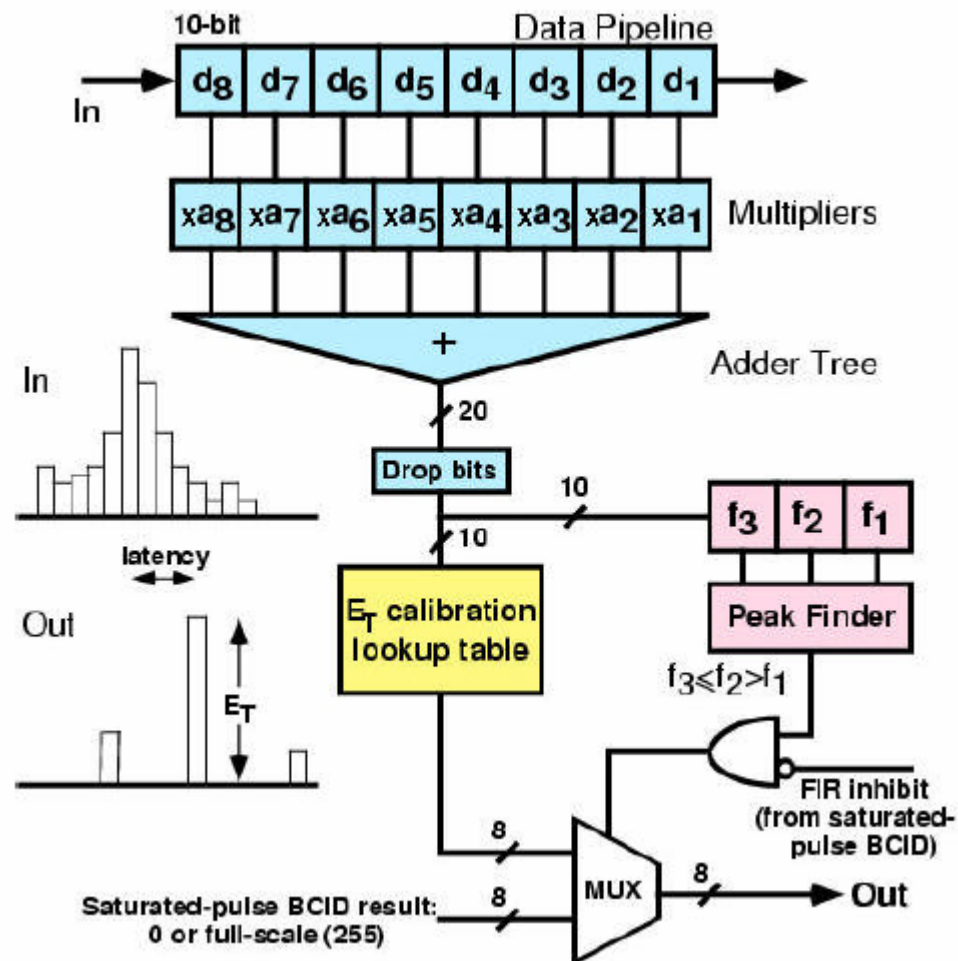 10-bit
Data Pipeline
In
d8 d7 d6 d5 d4 d3 d2 d1
xa8 xa7 xa6 xa5 xa4 xa3 xa2 xa1
Multipliers
+
Adder Tree
In
20
Drop bits
10
10
f3 f2 f1
latency
ET calibration
lookup table
Peak Finder
Out
ET
f3≤f2>f1
FIR inhibit
(from saturated-
pulse BCID)
8
MUX
8
Out
8
Saturated-pulse BCID result:
0 or full-scale (255)